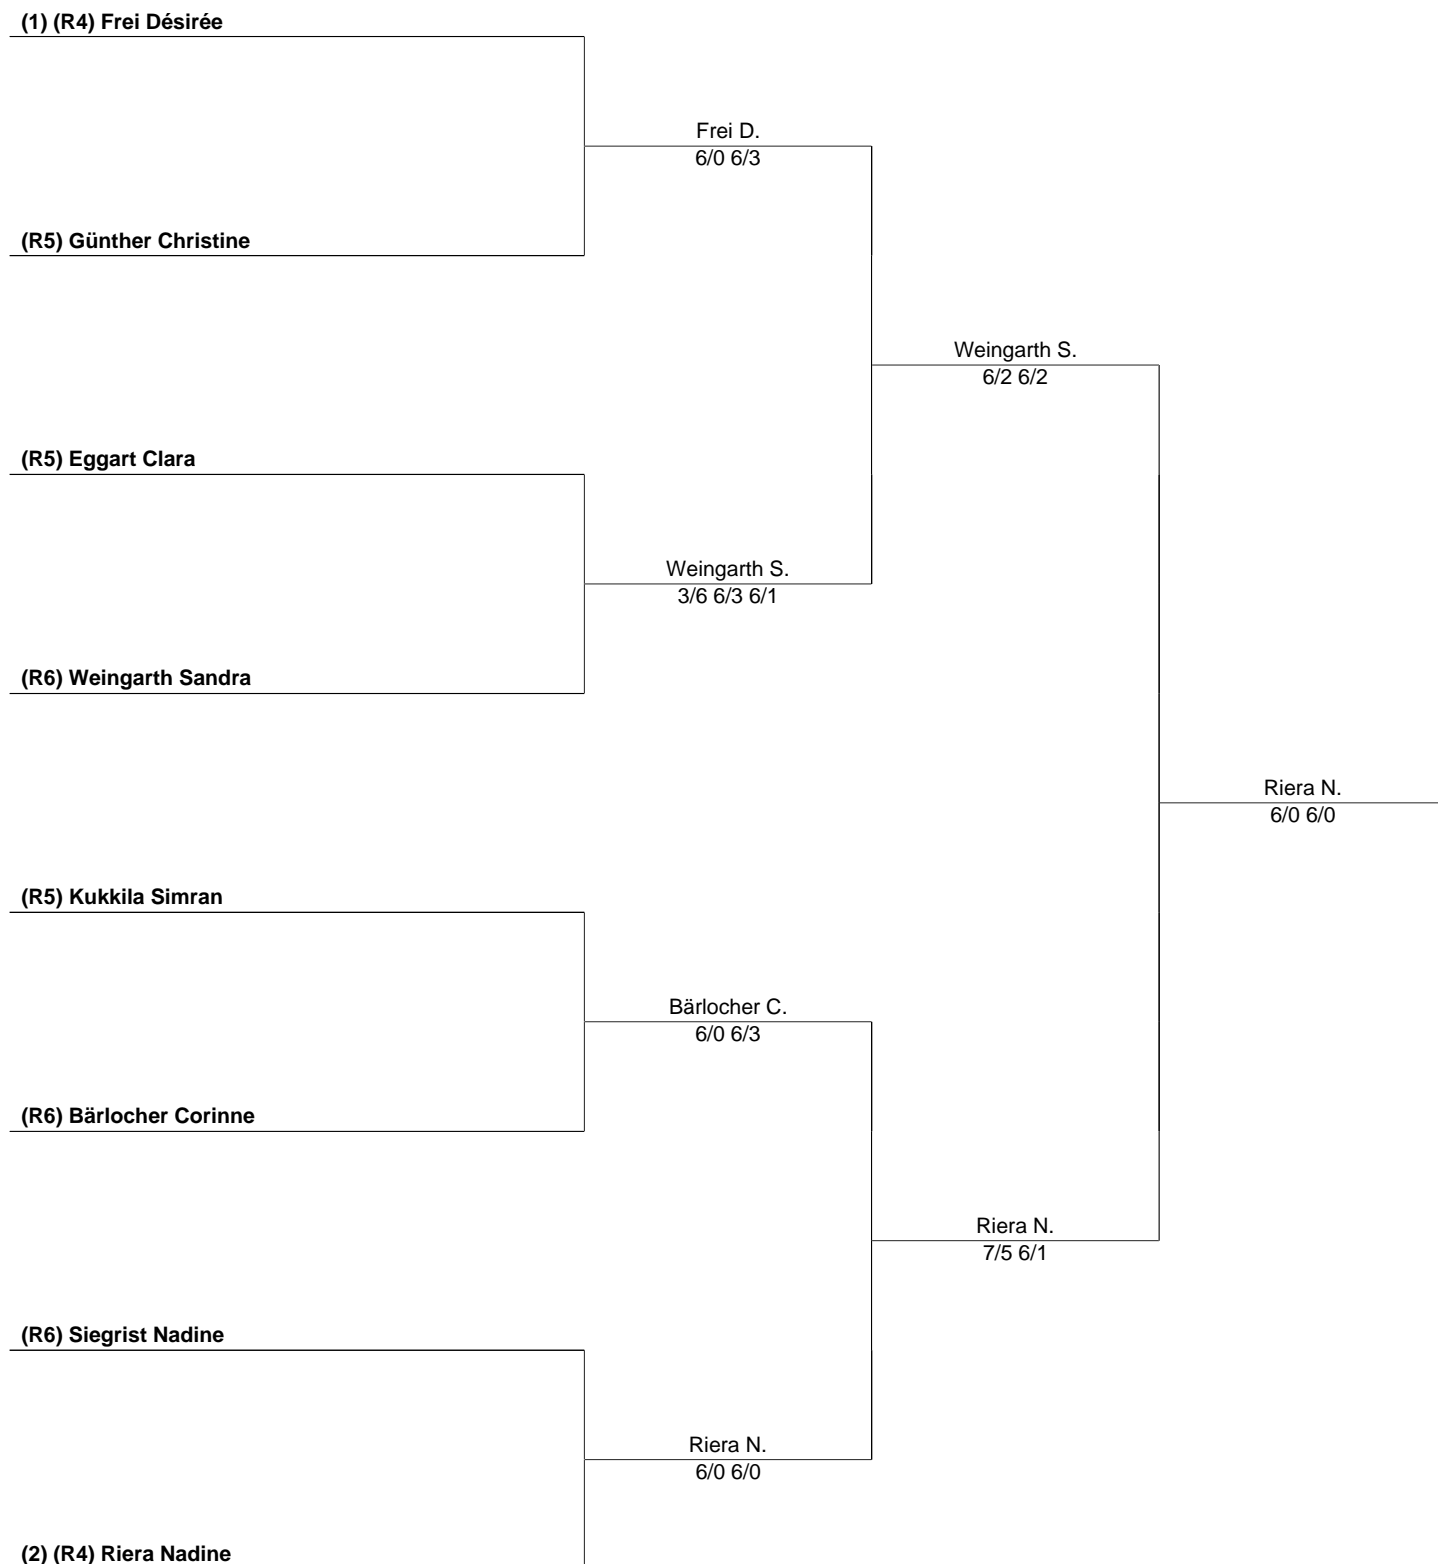 (1) (R4) Frei Désirée
Frei D.
6/0 6/3
(R5) Günther Christine
Weingarth S.
6/2 6/2
(R5) Eggart Clara
Weingarth S.
3/6 6/3 6/1
(R6) Weingarth Sandra
Riera N.
6/0 6/0
(R5) Kukkila Simran
Bärlocher C.
6/0 6/3
(R6) Bärlocher Corinne
Riera N.
7/5 6/1
(R6) Siegrist Nadine
Riera N.
6/0 6/0
(2) (R4) Riera Nadine